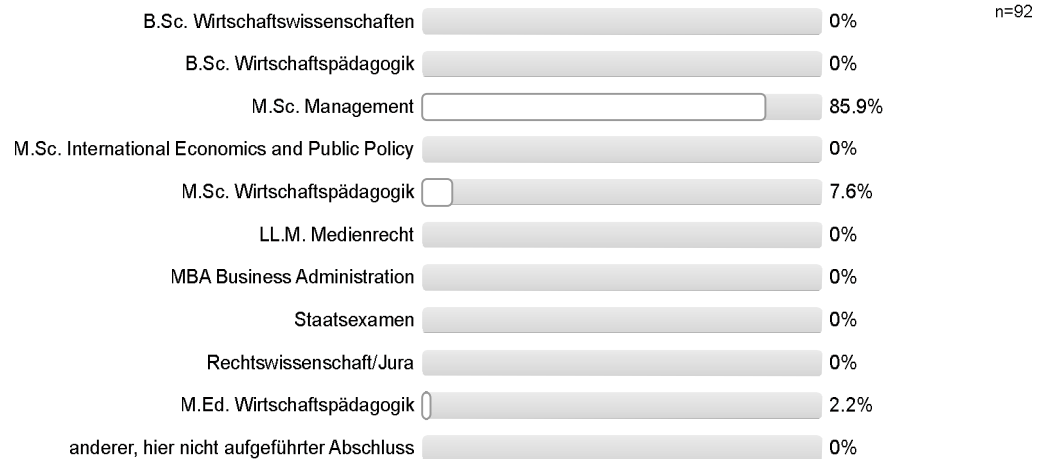 B.Sc. Wirtschaftswissenschaften 0% n=92
B.Sc. Wirtschaftspädagogik 0%
M.Sc. Management 85.9%
M.Sc. International Economics and Public Policy 0%
M.Sc. Wirtschaftspädagogik 7.6%
LL.M. Medienrecht 0%
MBA Business Administration 0%
Staatsexamen 0%
Rechtswissenschaft/Jura 0%
M.Ed. Wirtschaftspädagogik 2.2%
anderer, hier nicht aufgeführter Abschluss 0%